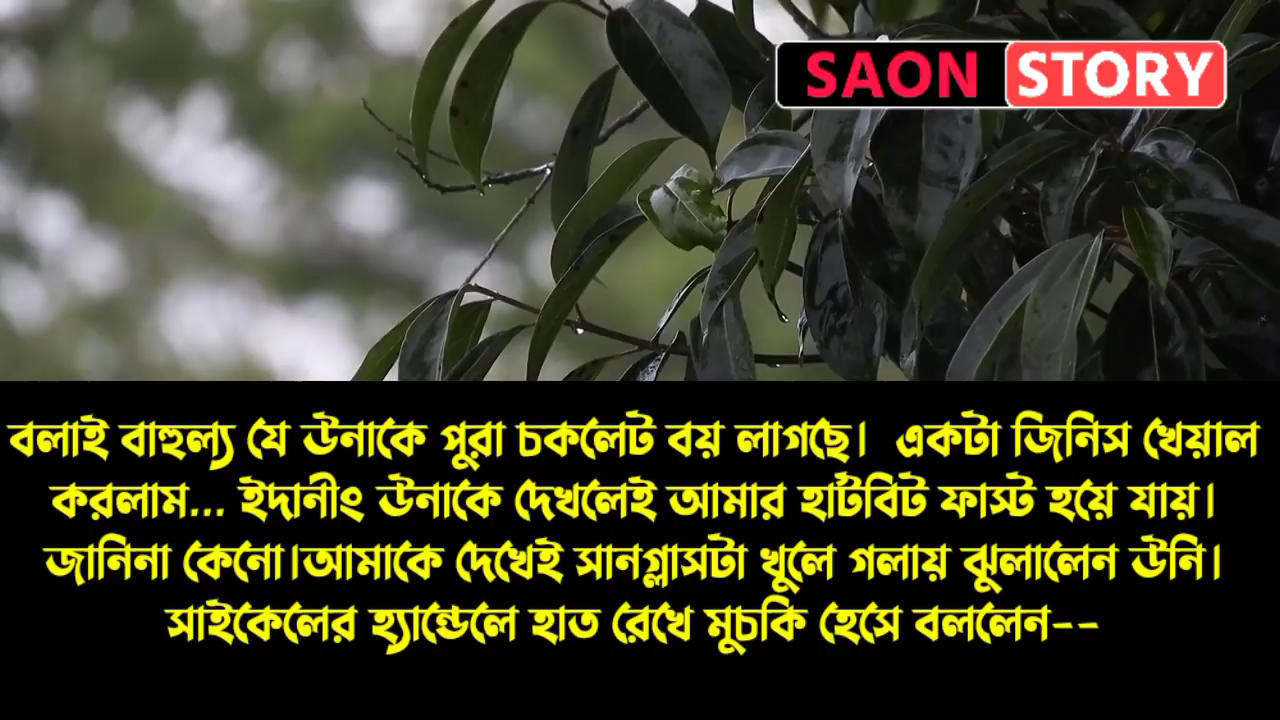 SAON STORY
বলাই বাহুল্য যে উনাকে পুরা চকলেট বয় লাগছে। একটা জিনিস খেয়াল
করলাম... ইদানীং উনাকে দেখলেই আমার হার্টবিট ফাস্ট হয়ে যায়।
জানিনা কেনো।আমাকে দেখেই সানগ্লাসটা খুলে গলায় ঝুলালেন উনি।
সাইকেলের হ্যান্ডেলে হাত রেখে মুচকি হেসে বললেন--